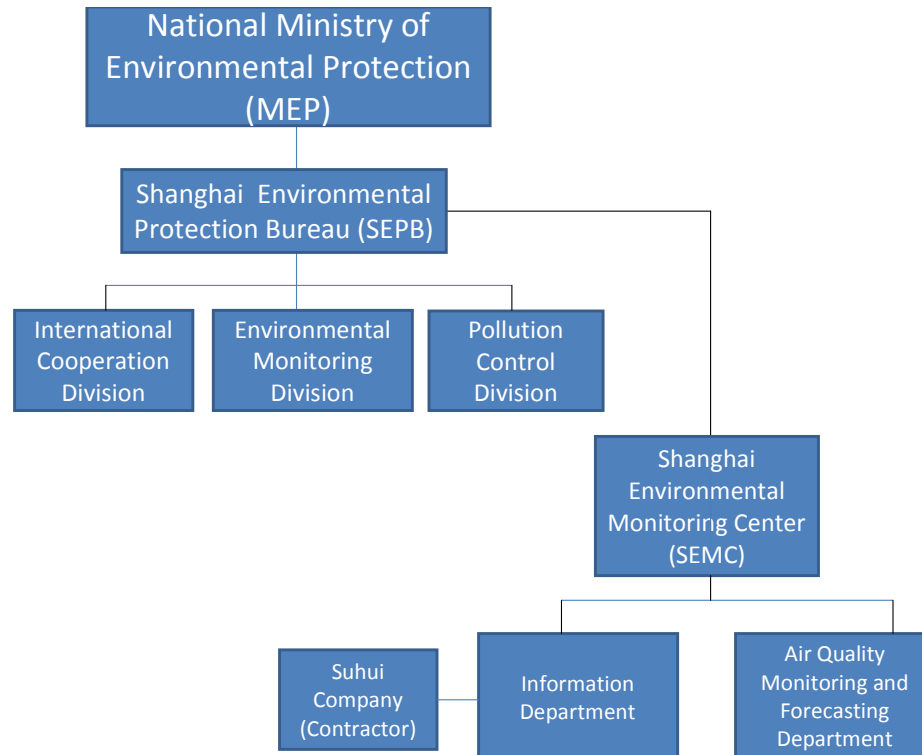 National Ministry of
Environmental Protection
(MEP)
Shanghai Environmental
Protection Bureau (SEPB)
International
Cooperation
Division
Environmental
Monitoring
Division
Pollution
Control
Division
Shanghai
Environmental
Monitoring Center
(SEMC)
Suhui
Company
(Contractor)
Information
Department
Air Quality
Monitoring and
Forecasting
Department